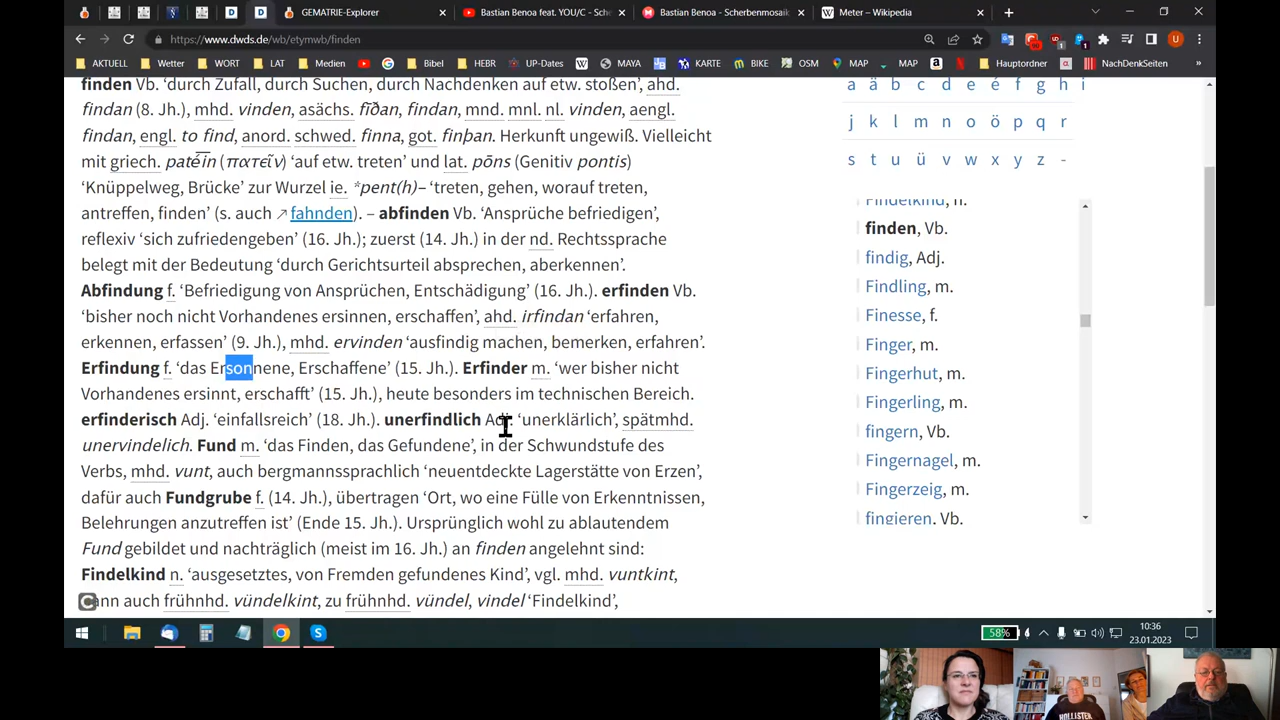 GEMATRIE-Explorer
Bastian Benoa feat. YOU/C - Sche
Bastian Benoa - Scherbenmosaik
Meter – Wikipedia
https://www.dwds.de/wb/etymwb/finden
AKTUELL
Wetter
WORT
LAT
Medien
Bibel
HEBR
UP-Dates
MAYA
KARTE
BIKE
OSM
MAP
MAP
Hauptordner
NachDenkSeiten
finden Vb. ‘durch Zufall, durch Suchen, durch Nachdenken auf etw. stoßen’, ahd.
findan (8. Jh.), mhd. vinden, asächs. fīðan, findan, mnd. mnl. nl. vinden, aengl.
findan, engl. to find, anord. schwed. finna, got. finþan. Herkunft ungewiß. Vielleicht
mit griech. paté͞in (πατεῖν) ‘auf etw. treten’ und lat. pōns (Genitiv pontis)
‘Knüppelweg, Brücke’ zur Wurzel ie. *pent(h)– ‘treten, gehen, worauf treten,
antreffen, finden’ (s. auch ↗ fahnden). – abfinden Vb. ‘Ansprüche befriedigen’,
reflexiv ‘sich zufriedengeben’ (16. Jh.); zuerst (14. Jh.) in der nd. Rechtssprache
belegt mit der Bedeutung ‘durch Gerichtsurteil absprechen, aberkennen’.
Abfindung f. ‘Befriedigung von Ansprüchen, Entschädigung’ (16. Jh.). erfinden Vb.
‘bisher noch nicht Vorhandenes ersinnen, erschaffen’, ahd. irfindan ‘erfahren,
erkennen, erfassen’ (9. Jh.), mhd. ervinden ‘ausfindig machen, bemerken, erfahren’.
Erfindung f. ‘das Ersonnene, Erschaffene’ (15. Jh.). Erfinder m. ‘wer bisher nicht
Vorhandenes ersinnt, erschafft’ (15. Jh.), heute besonders im technischen Bereich.
erfinderisch Adj. ‘einfallsreich’ (18. Jh.). unerfindlich Adj. ‘unerklärlich’, spätmhd.
unervindelich. Fund m. ‘das Finden, das Gefundene’, in der Schwundstufe des
Verbs, mhd. vunt, auch bergmannssprachlich ‘neuentdeckte Lagerstätte von Erzen’,
dafür auch Fundgrube f. (14. Jh.), übertragen ‘Ort, wo eine Fülle von Erkenntnissen,
Belehrungen anzutreffen ist’ (Ende 15. Jh.). Ursprünglich wohl zu ablautendem
Fund gebildet und nachträglich (meist im 16. Jh.) an finden angelehnt sind:
Findelkind n. ‘ausgesetztes, von Fremden gefundenes Kind’, vgl. mhd. vuntkint,
dann auch frühnhd. vündelkint, zu frühnhd. vündel, vindel ‘Findelkind’,
a ä b c d e é f g h i
j k l m n o ö p q r
s t u ü v w x y z -
Findelkind, n.
finden, Vb.
findig, Adj.
Findling, m.
Finesse, f.
Finger, m.
Fingerhut, m.
Fingerling, m.
fingern, Vb.
Fingernagel, m.
Fingerzeig, m.
fingieren, Vb.
58%
10:36
23.01.2023
HOLLISTER